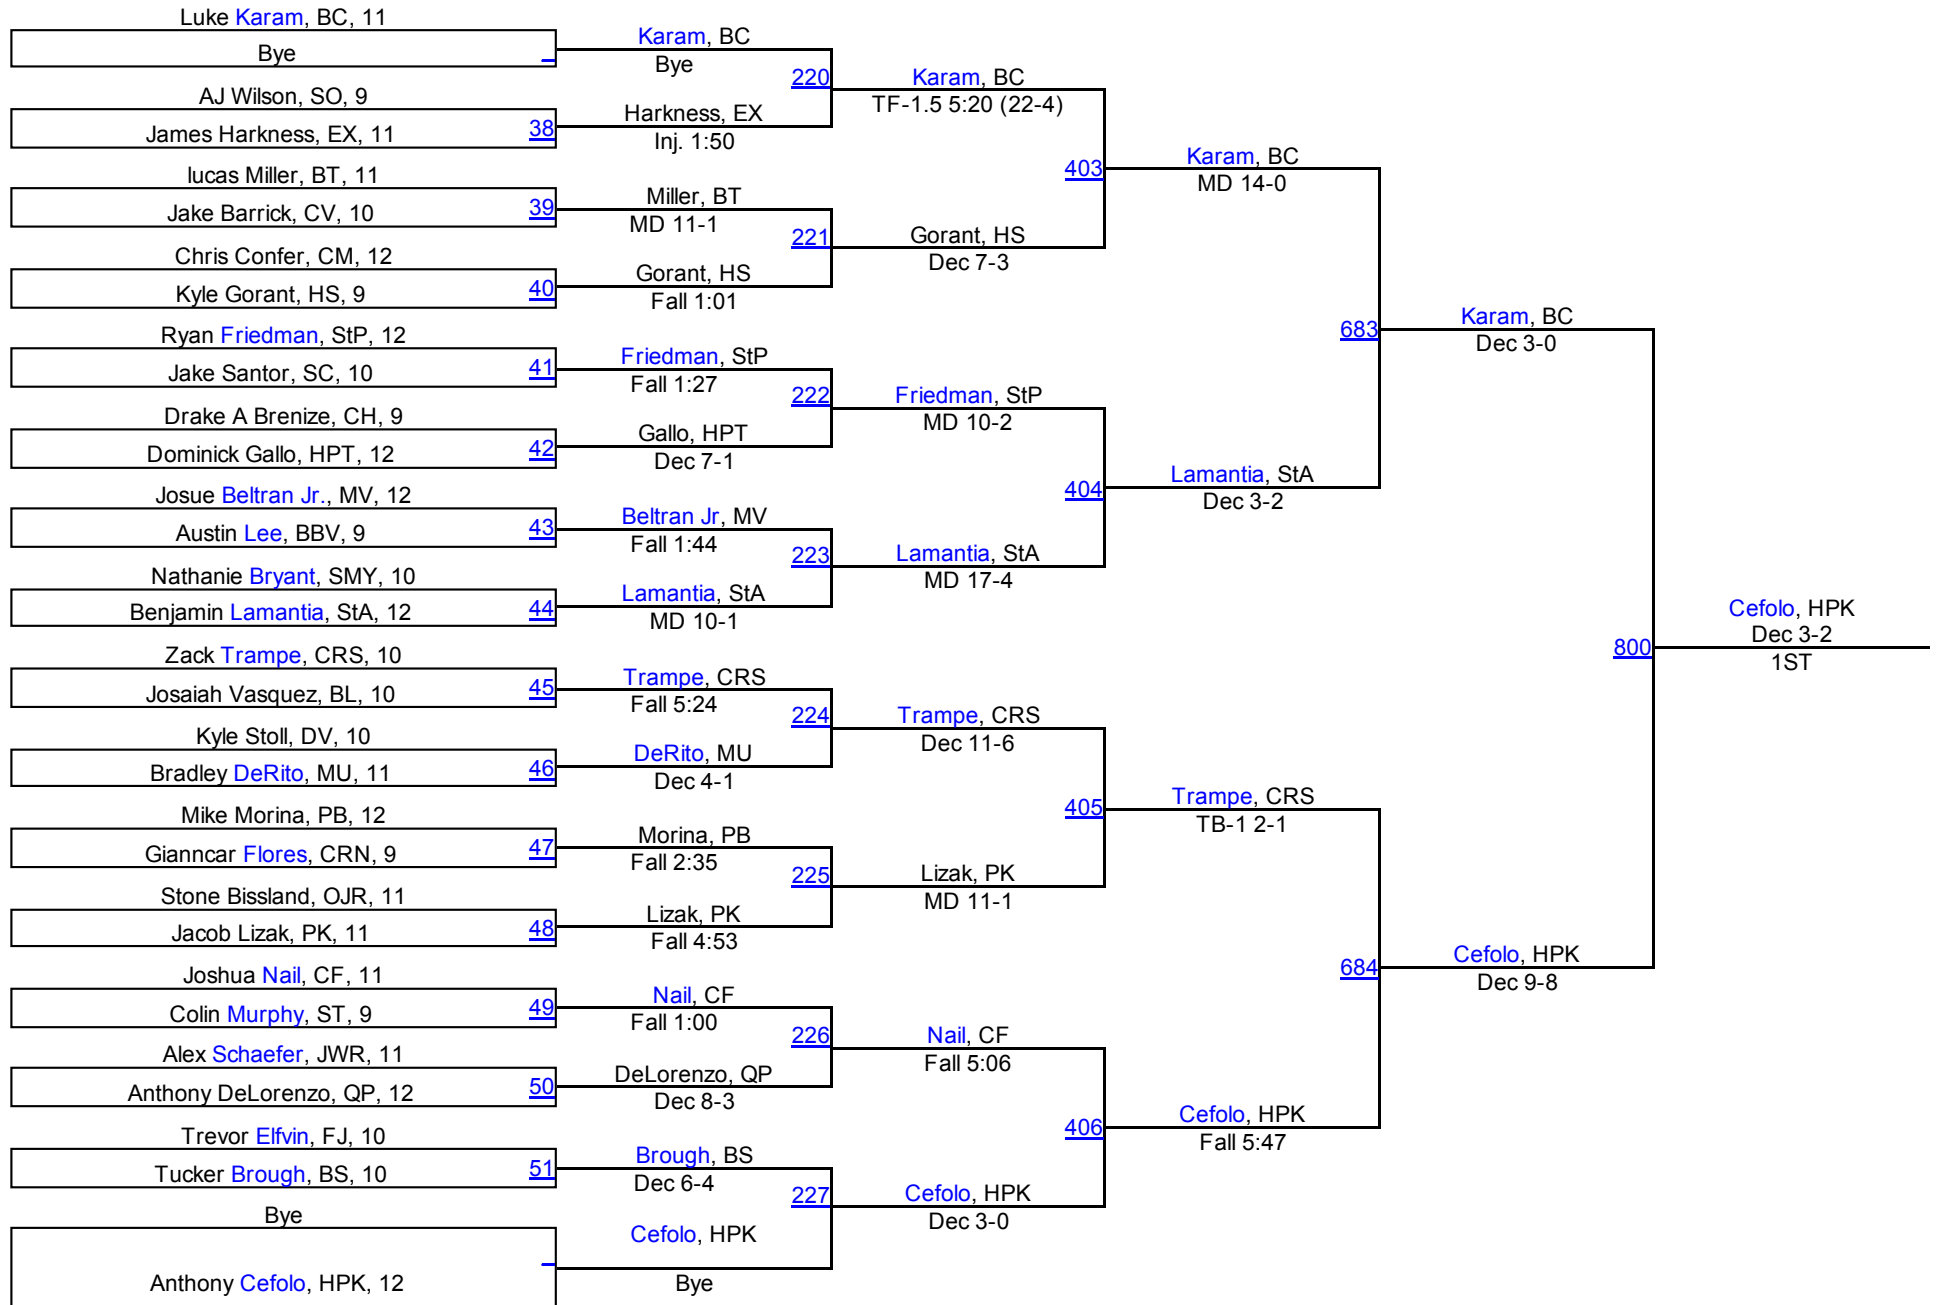 Luke Karam, BC, 11
Bye
AJ Wilson, SO, 9
James Harkness, EX, 11
38
lucas Miller, BT, 11
Jake Barrick, CV, 10
39
Chris Confer, CM, 12
Kyle Gorant, HS, 9
40
Ryan Friedman, StP, 12
Jake Santor, SC, 10
41
Drake A Brenize, CH, 9
Dominick Gallo, HPT, 12
42
Josue Beltran Jr., MV, 12
Austin Lee, BBV, 9
43
Nathanie Bryant, SMY, 10
Benjamin Lamantia, StA, 12
44
Zack Trampe, CRS, 10
Josaiah Vasquez, BL, 10
45
Kyle Stoll, DV, 10
Bradley DeRito, MU, 11
46
Mike Morina, PB, 12
Gianncar Flores, CRN, 9
47
Stone Bissland, OJR, 11
Jacob Lizak, PK, 11
48
Joshua Nail, CF, 11
Colin Murphy, ST, 9
49
Alex Schaefer, JWR, 11
Anthony DeLorenzo, QP, 12
50
Trevor Elfvin, FJ, 10
Tucker Brough, BS, 10
51
Bye
Anthony Cefolo, HPK, 12
Karam, BC
Bye
220
Harkness, EX
Inj. 1:50
Miller, BT
MD 11-1
221
Gorant, HS
Fall 1:01
Friedman, StP
Fall 1:27
222
Gallo, HPT
Dec 7-1
Beltran Jr, MV
Fall 1:44
223
Lamantia, StA
MD 10-1
Trampe, CRS
Fall 5:24
224
DeRito, MU
Dec 4-1
Morina, PB
Fall 2:35
225
Lizak, PK
Fall 4:53
Nail, CF
Fall 1:00
226
DeLorenzo, QP
Dec 8-3
Brough, BS
Dec 6-4
227
Cefolo, HPK
Bye
Karam, BC
TF-1.5 5:20 (22-4)
403
Gorant, HS
Dec 7-3
Friedman, StP
MD 10-2
404
Lamantia, StA
MD 17-4
Trampe, CRS
Dec 11-6
405
Lizak, PK
MD 11-1
Nail, CF
Fall 5:06
406
Cefolo, HPK
Dec 3-0
Karam, BC
MD 14-0
683
Lamantia, StA
Dec 3-2
Trampe, CRS
TB-1 2-1
684
Cefolo, HPK
Fall 5:47
Karam, BC
Dec 3-0
800
Cefolo, HPK
Dec 9-8
Cefolo, HPK
Dec 3-2
1ST